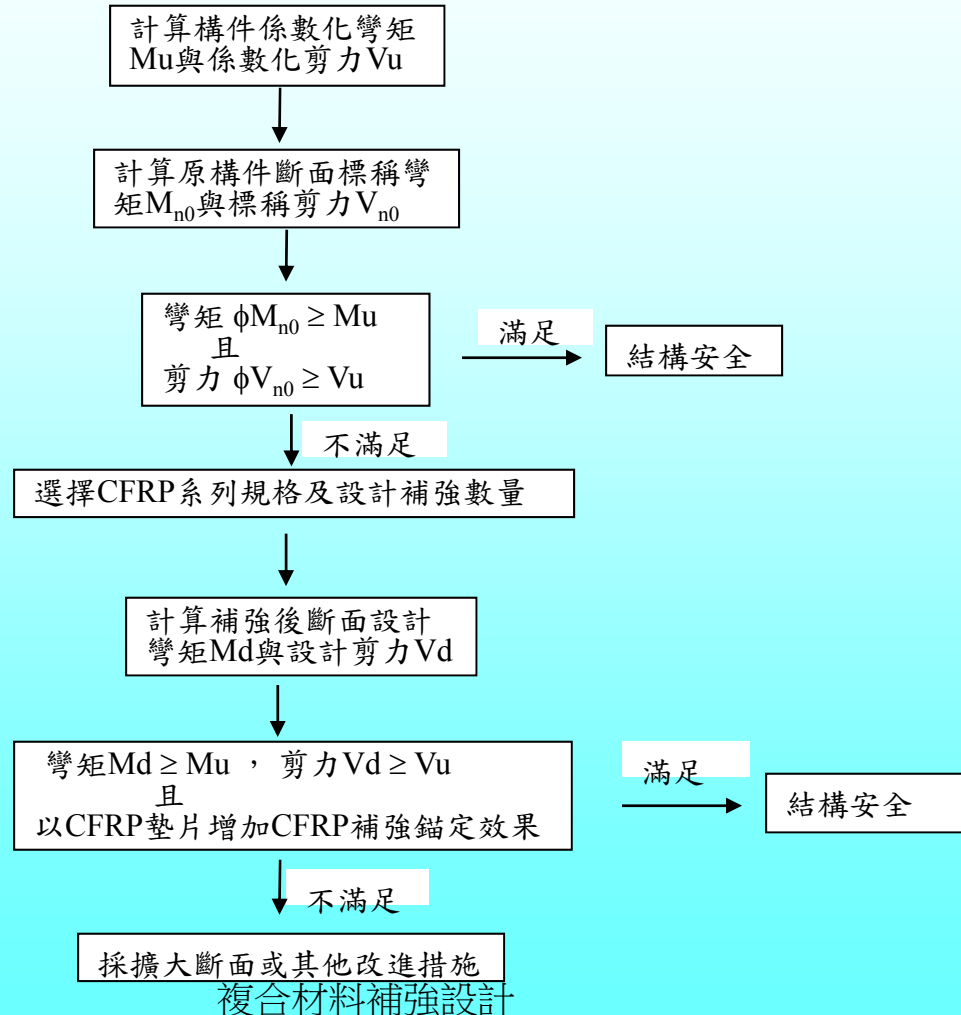 計算構件係數化彎矩
Mu與係數化剪力Vu
計算原構件斷面標稱彎
矩Mn0與標稱剪力Vn0
彎矩 ϕMn0 ≥ Mu
且
剪力 ϕVn0 ≥ Vu
滿足
結構安全
不滿足
選擇CFRP系列規格及設計補強數量
計算補強後斷面設計
彎矩Md與設計剪力Vd
彎矩Md ≥ Mu ，剪力Vd ≥ Vu
且
以CFRP墊片增加CFRP補強錨定效果
滿足
結構安全
不滿足
採擴大斷面或其他改進措施
複合材料補強設計